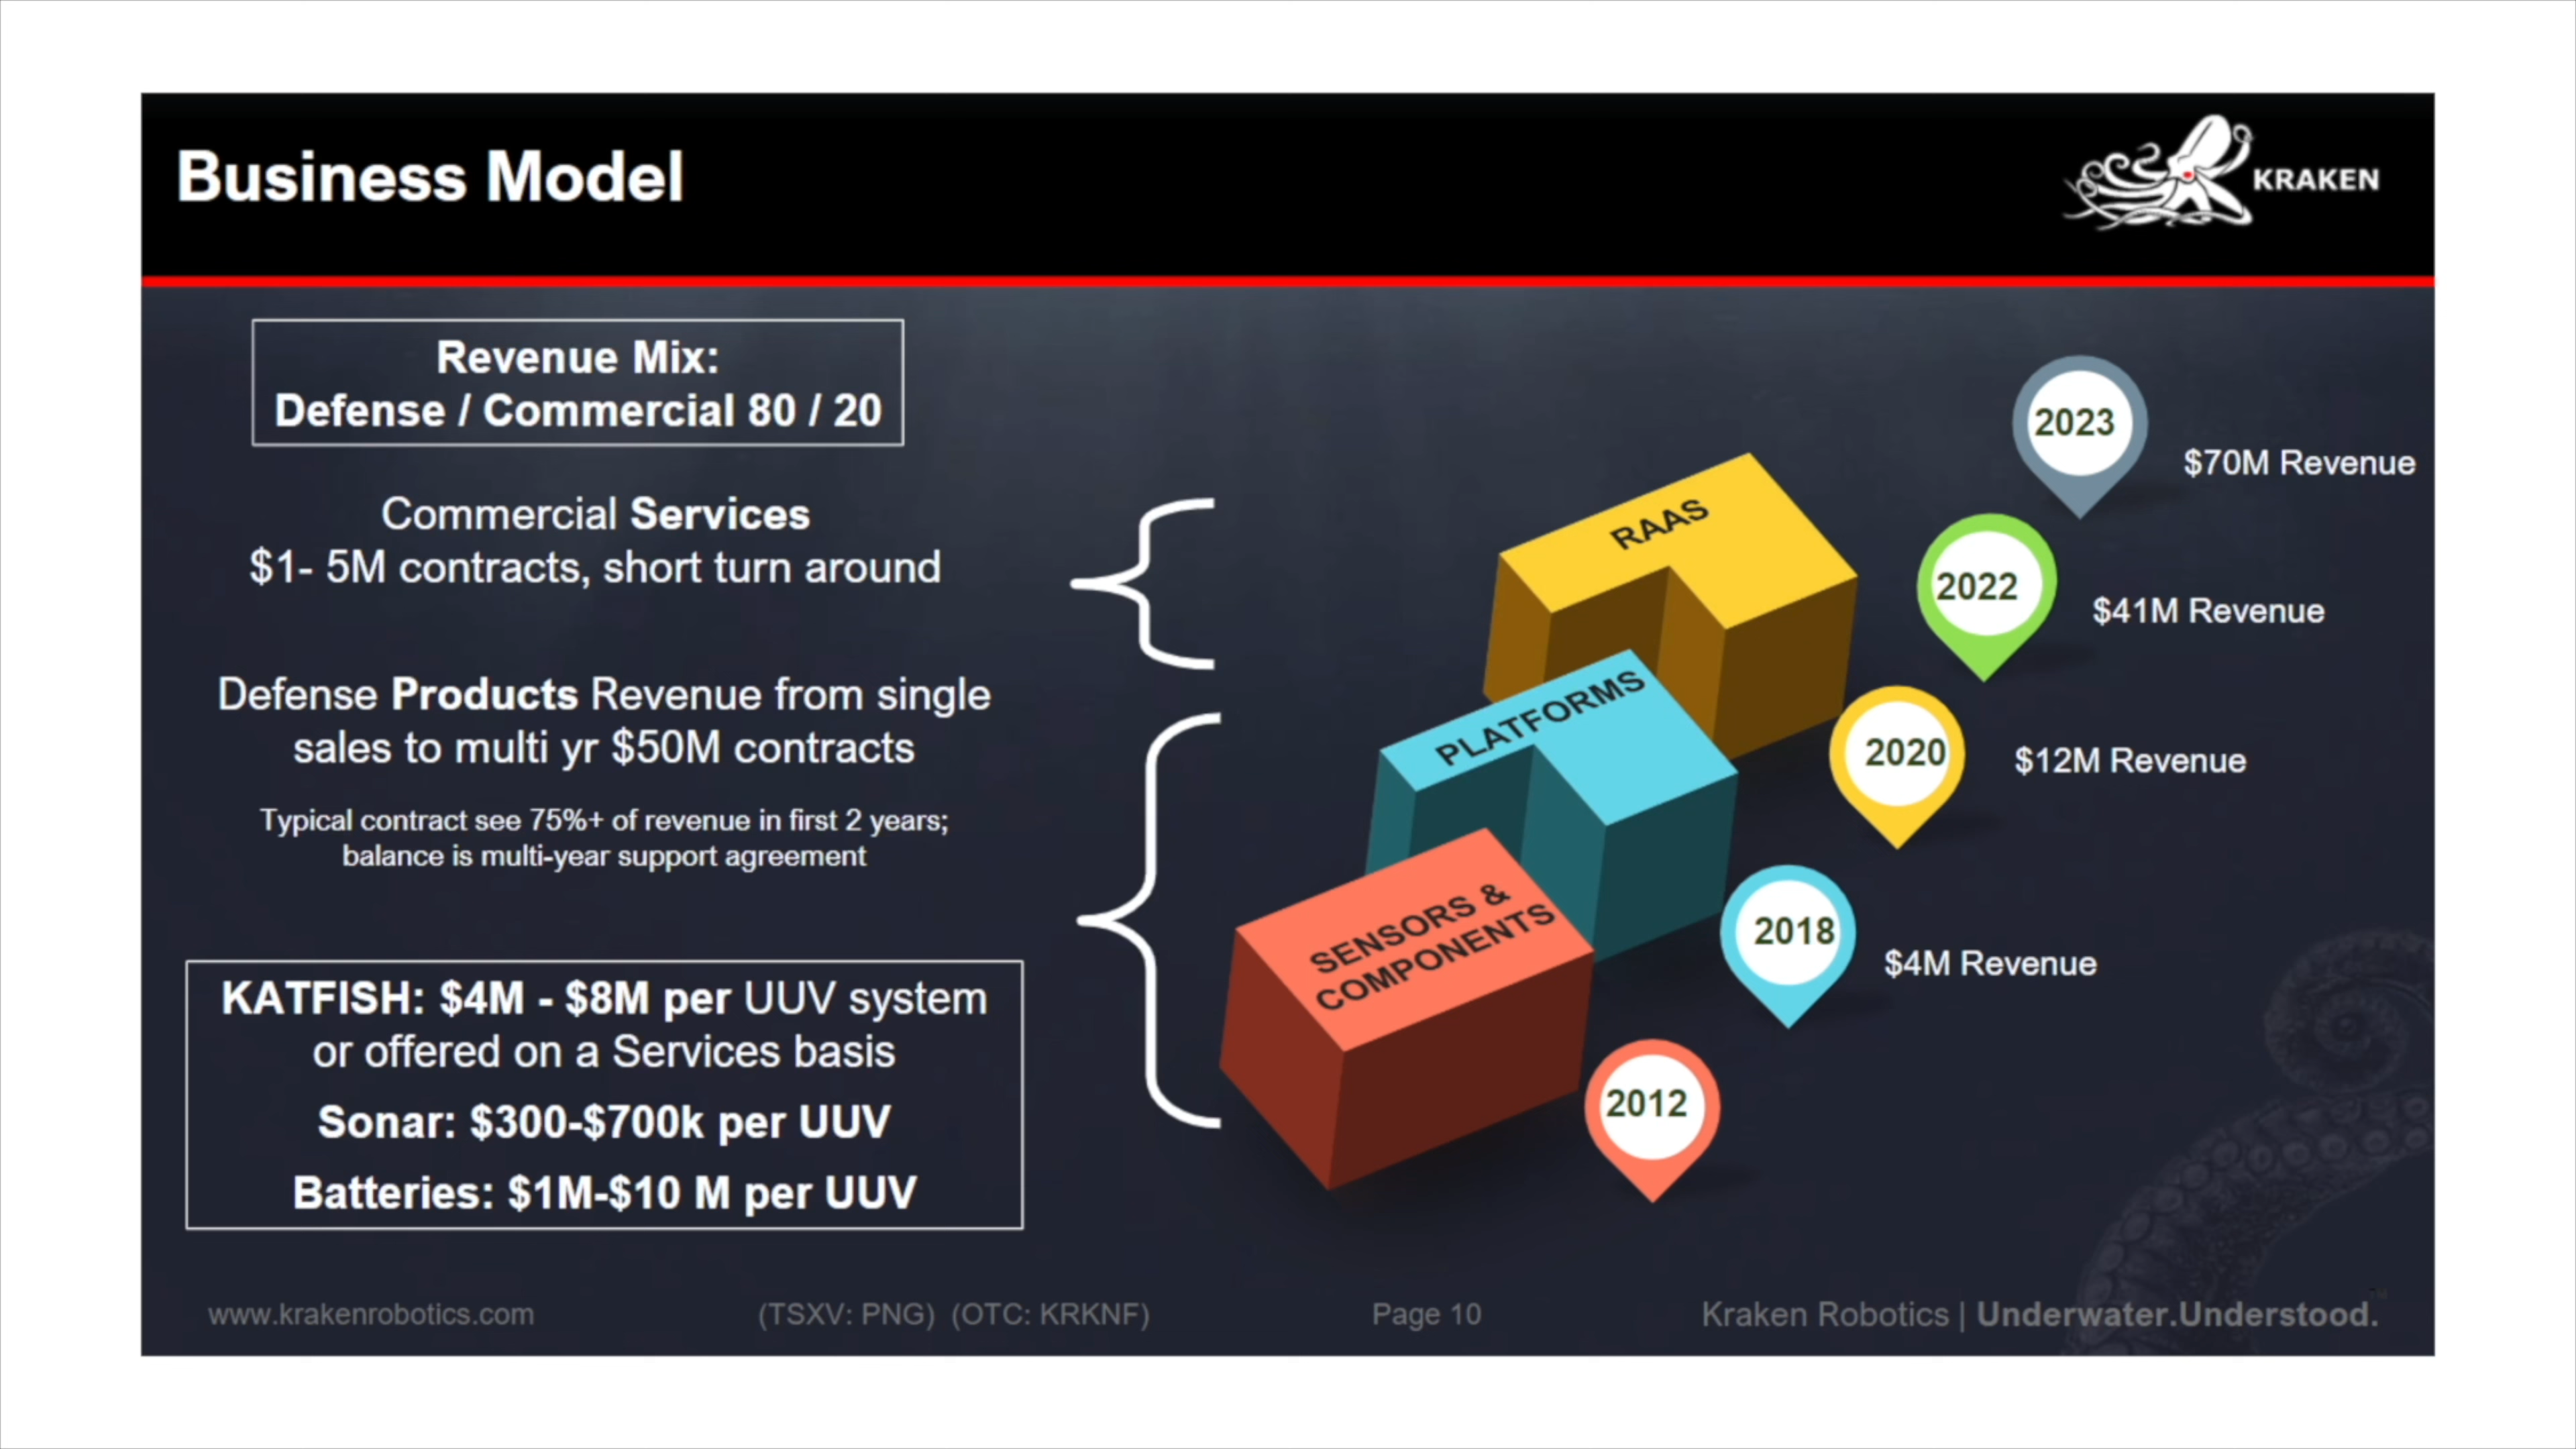 Business Model
KRAKEN
Revenue Mix:
Defense / Commercial 80 / 20
Commercial Services
$1- 5M contracts, short turn around
Defense Products Revenue from single
sales to multi yr $50M contracts
Typical contract see 75%+ of revenue in first 2 years;
balance is multi-year support agreement
KATFISH: $4M - $8M per UUV system
or offered on a Services basis
Sonar: $300-$700k per UUV
Batteries: $1M-$10 M per UUV
RAAS
PLATFORMS
SENSORS &
COMPONENTS
2023
$70M Revenue
2022
$41M Revenue
2020
$12M Revenue
2018
$4M Revenue
2012
www.krakenrobotics.com
(TSXV: PNG) (OTC: KRKNF)
Page 10
Kraken Robotics | Underwater.Understood.™